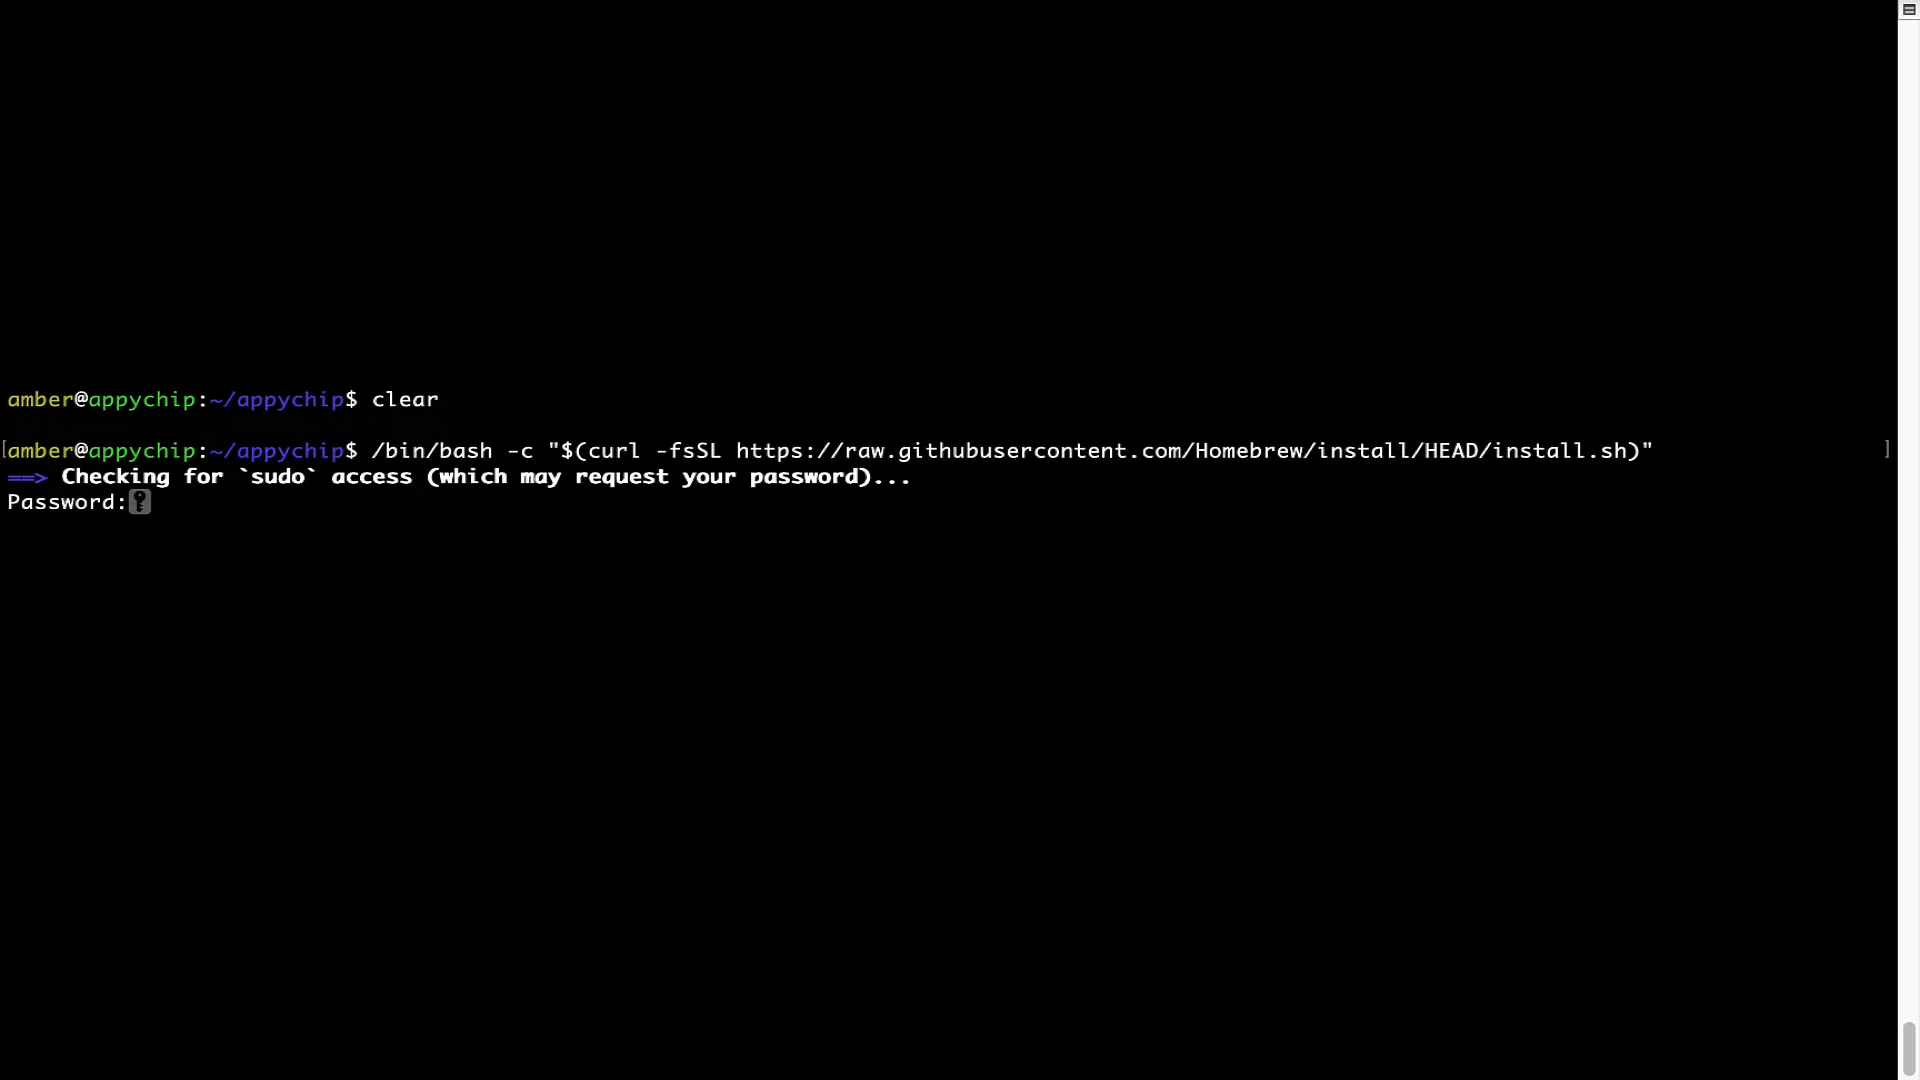 amber@appychip:~/appychip$ clear
[amber@appychip:~/appychip$ /bin/bash -c "$(curl -fsSL https://raw.githubusercontent.com/Homebrew/install/HEAD/install.sh)" ]
==> Checking for `sudo` access (which may request your password)...
Password: